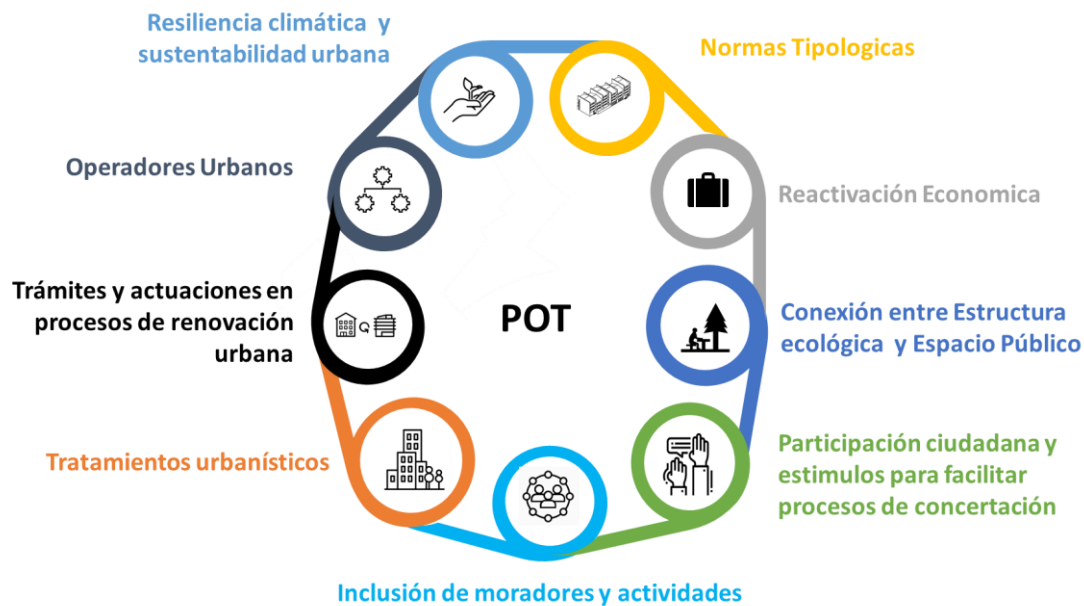 Resiliencia climática y
sustentabilidad urbana
Normas Tipologicas
Operadores Urbanos
Reactivación Economica
Trámites y actuaciones en
procesos de renovación
urbana
POT
Conexión entre Estructura
ecológica y Espacio Público
Tratamientos urbanísticos
Participación ciudadana y
estimulos para facilitar
procesos de concertación
Inclusión de moradores y actividades